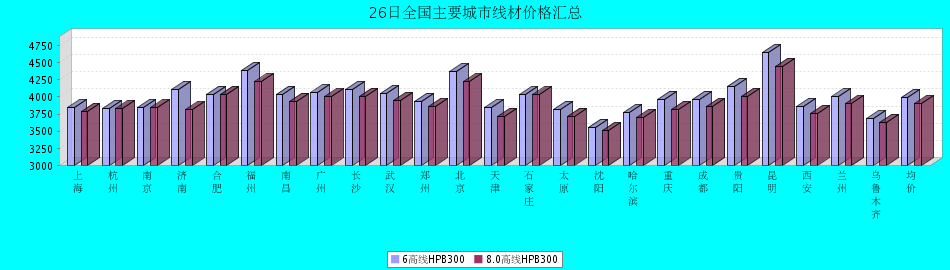 26日全国主要城市线材价格汇总
4750
4500
4250
4000
3750
3500
3250
3000
上海
杭州
南京
济南
合肥
福州
南昌
广州
长沙
武汉
郑州
北京
天津
石家庄
太原
沈阳
哈尔滨
重庆
成都
贵阳
昆明
西安
兰州
乌鲁木齐
均价
6高线HPB300
8.0高线HPB300